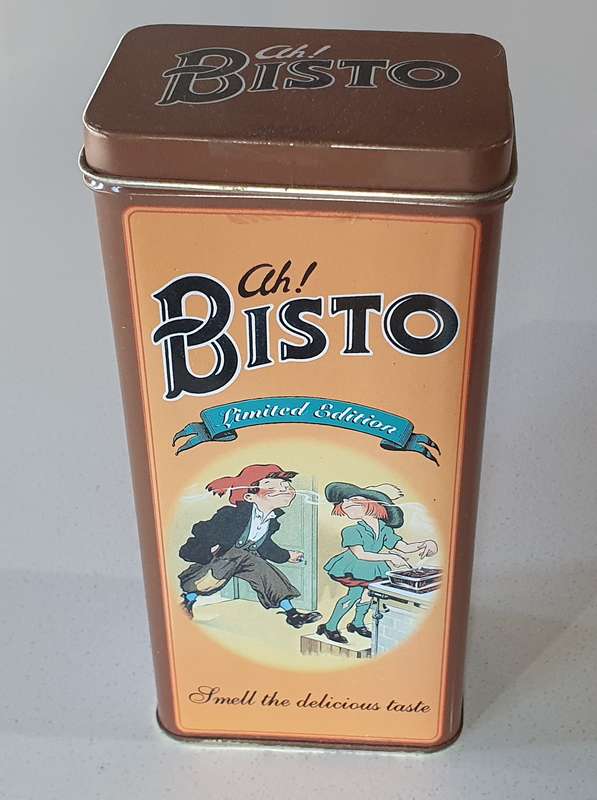 Ah!
BISTO
Ah!
BISTO
Limited Edition
Smell the delicious taste